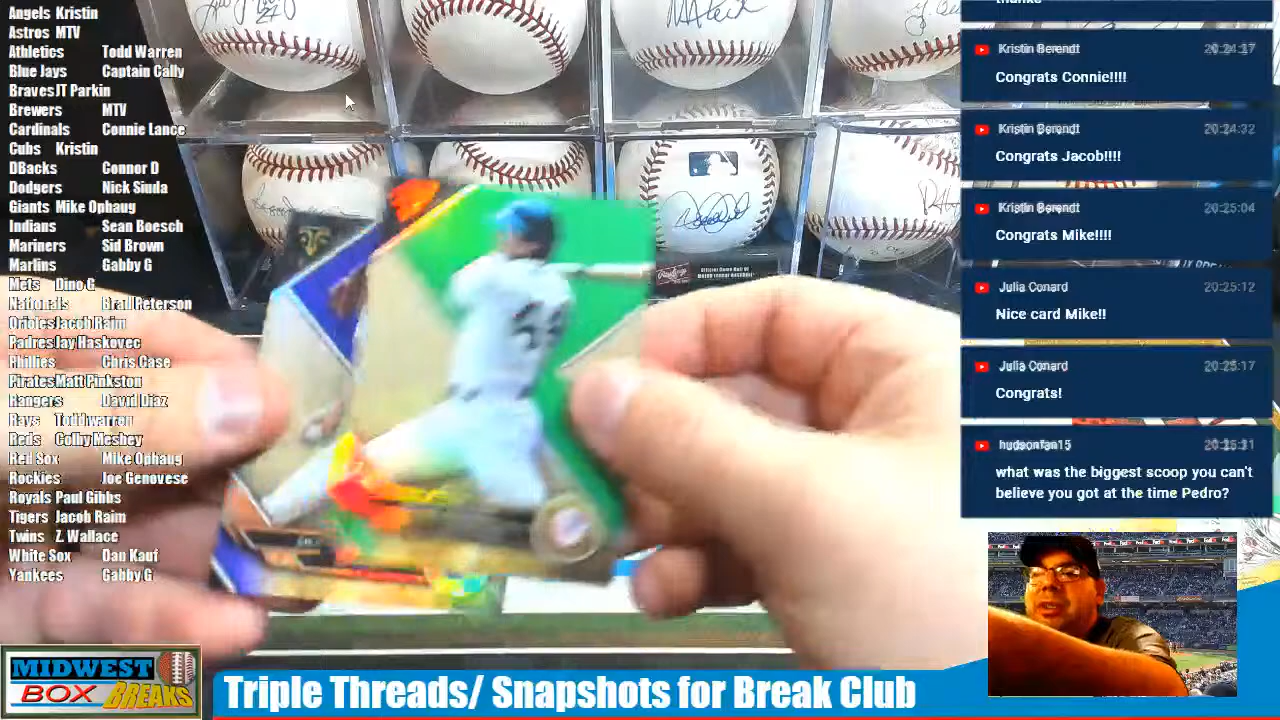 Angels Kristin
Astros MTV
Athletics Todd Warren
Blue Jays Captain Cally
Braves JT Parkin
Brewers MTV
Cardinals Connie Lance
Cubs Kristin
DBacks Connor D
Dodgers Nick Siuda
Giants Mike Ophaug
Indians Sean Boesch
Mariners Sid Brown
Marlins Gabby G
Mets Dino G
Nationals Brad Peterson
Orioles Jacob Raim
Padres Jay Haskovec
Phillies Chris Case
Pirates Matt Pinkston
Rangers David Diaz
Rays Todd warren
Reds Colby Meshey
Red Sox Mike Ophaug
Rockies Joe Genovese
Royals Paul Gibbs
Tigers Jacob Raim
Twins Z. Wallace
White Sox Dan Kauf
Yankees Gabby G
MIDWEST
BOX BREAKS
Triple Threads/ Snapshots for Break Club
Rawlings
Kristin Berendt 20:24:17
Congrats Connie!!!!
Kristin Berendt 20:24:32
Congrats Jacob!!!!
Kristin Berendt 20:25:04
Congrats Mike!!!!
Julia Conard 20:25:12
Nice card Mike!!
Julia Conard 20:25:17
Congrats!
hudsonfan15
what was the biggest scoop you can't
believe you got at the time Pedro?